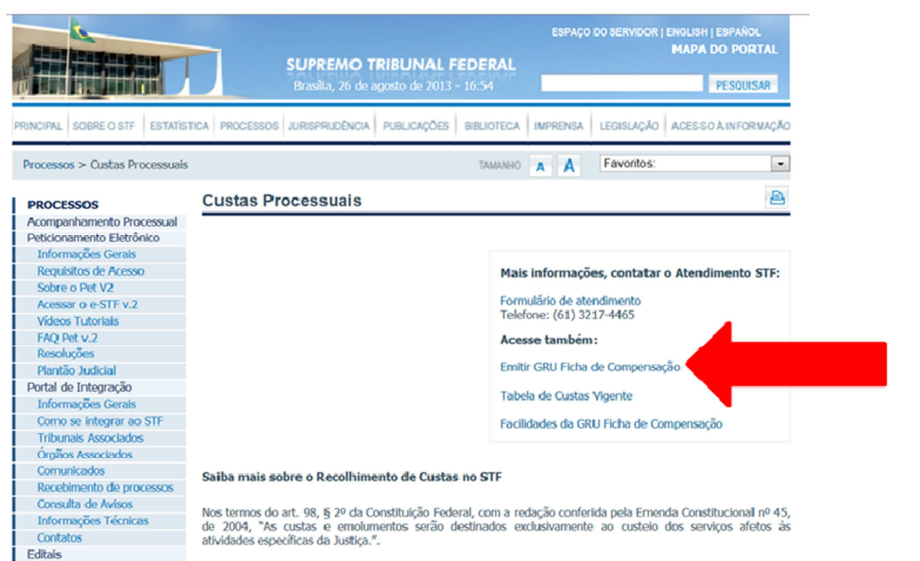 ESPAÇO DO SERVIDOR | ENGLISH | ESPAÑOL
MAPA DO PORTAL
SUPREMO TRIBUNAL FEDERAL
Brasília, 26 de agosto de 2013 - 16:54
PESQUISAR
PRINCIPAL | SOBRE O STF | ESTATÍSTICA | PROCESSOS | JURISPRUDÊNCIA | PUBLICAÇÕES | BIBLIOTECA | IMPRENSA | LEGISLAÇÃO | ACESSO À INFORMAÇÃO
Processos > Custas Processuais
TAMANHO A A Favoritos:
PROCESSOS
Acompanhamento Processual
Peticionamento Eletrônico
Informações Gerais
Requisitos de Acesso
Sobre o Pet V2
Acessar o e-STF v.2
Vídeos Tutoriais
FAQ Pet v.2
Resoluções
Plantão Judicial
Portal de Integração
Informações Gerais
Como se integrar ao STF
Tribunais Associados
Órgãos Associados
Comunicados
Recebimento de processos
Consulta de Avisos
Informações Técnicas
Contatos
Editais
Custas Processuais
Mais informações, contatar o Atendimento STF:
Formulário de atendimento
Telefone: (61) 3217-4465
Acesse também:
Emitir GRU Ficha de Compensação
Tabela de Custas Vigente
Facilidades da GRU Ficha de Compensação
Saiba mais sobre o Recolhimento de Custas no STF
Nos termos do art. 98, § 2º da Constituição Federal, com a redação conferida pela Emenda Constitucional nº 45,
de 2004, "As custas e emolumentos serão destinados exclusivamente ao custeio dos serviços afetos às
atividades específicas da Justiça.".